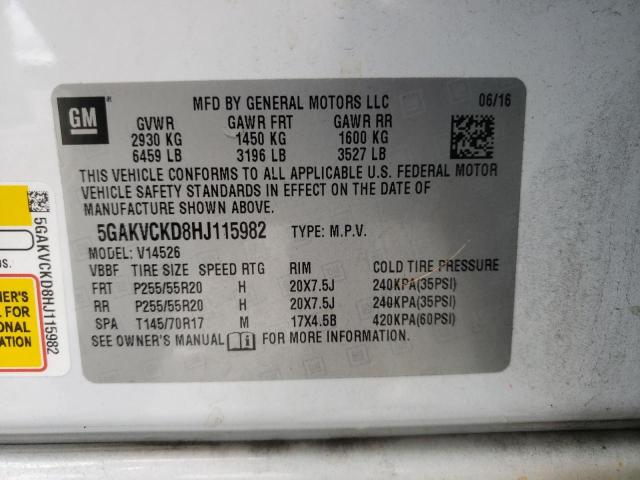 GM
MFD BY GENERAL MOTORS LLC 06/16
GVWR GAWR FRT GAWR RR
2930 KG 1450 KG 1600 KG
6459 LB 3196 LB 3527 LB
THIS VEHICLE CONFORMS TO ALL APPLICABLE U.S. FEDERAL MOTOR
VEHICLE SAFETY STANDARDS IN EFFECT ON THE DATE OF
MANUFACTURE SHOWN ABOVE.
5GAKVCKD8HJ115982 TYPE: M.P.V.
MODEL: V14526
VBBF TIRE SIZE SPEED RTG RIM COLD TIRE PRESSURE
FRT P255/55R20 H 20X7.5J 240KPA(35PSI)
RR P255/55R20 H 20X7.5J 240KPA(35PSI)
SPA T145/70R17 M 17X4.5B 420KPA(60PSI)
SEE OWNER'S MANUAL FOR MORE INFORMATION
5GAKVCKD8HJ115982
FOR